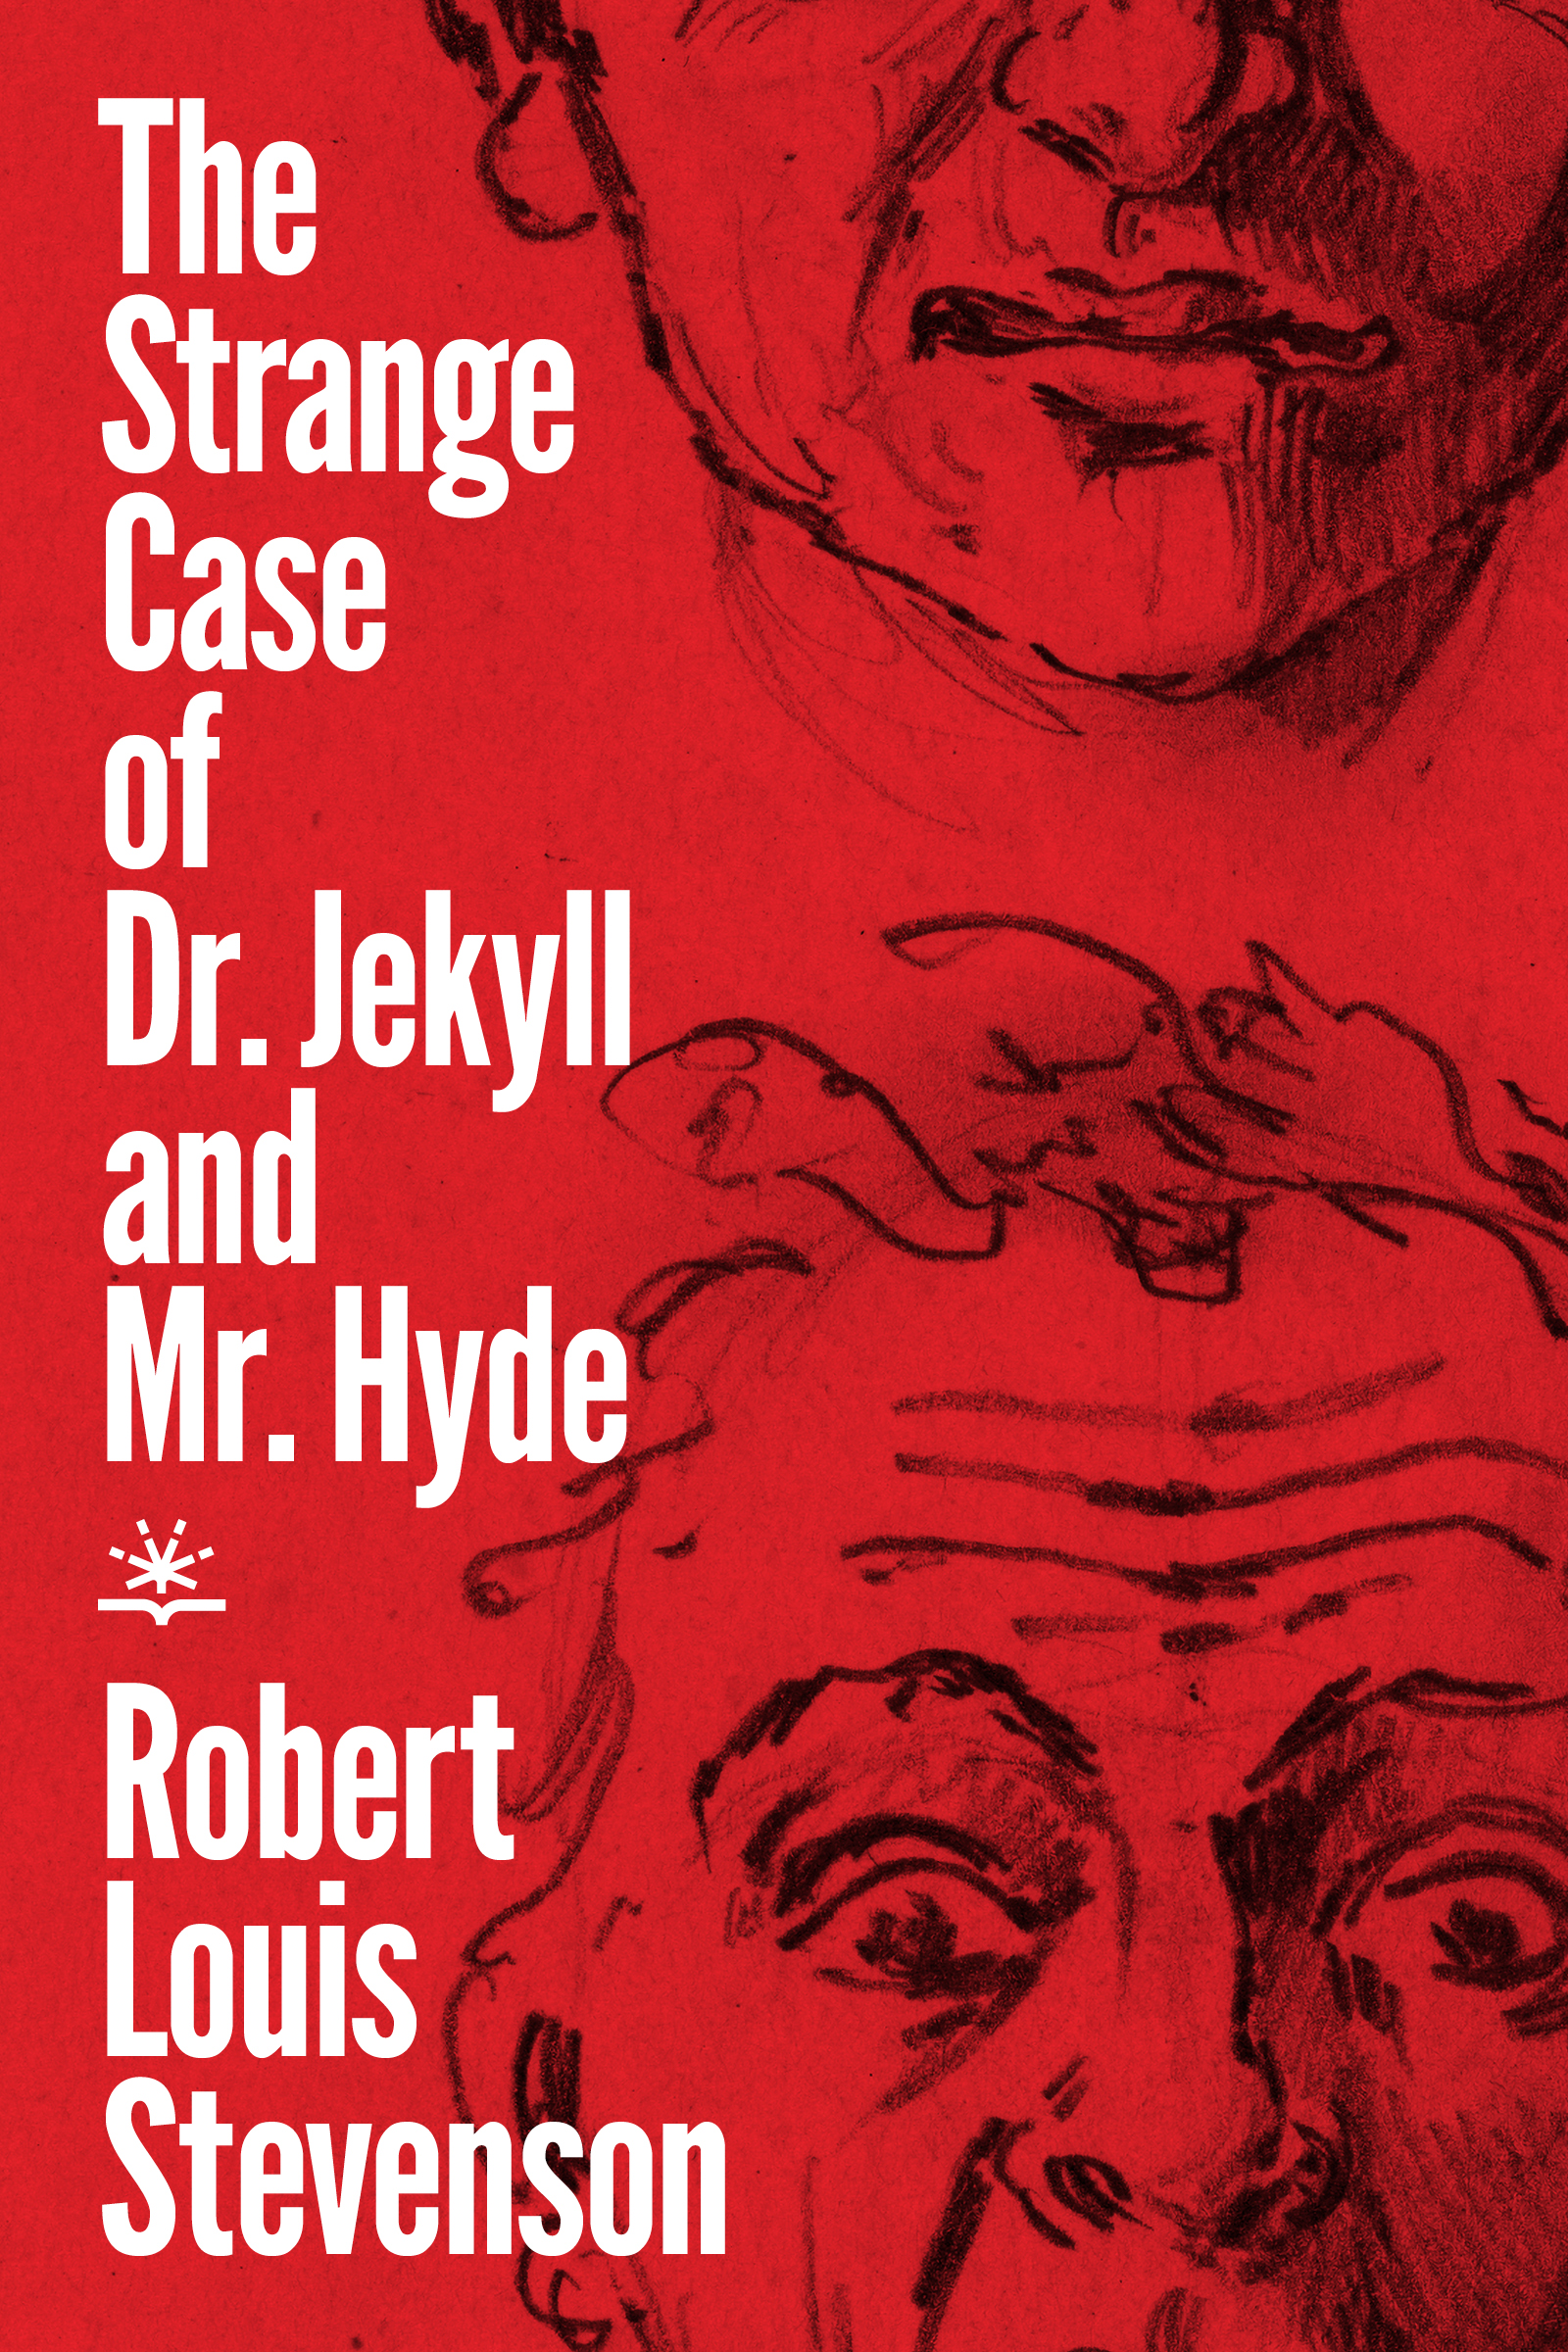 The
Strange
Case
of
Dr. Jekyll
and
Mr. Hyde
Robert
Louis
Stevenson